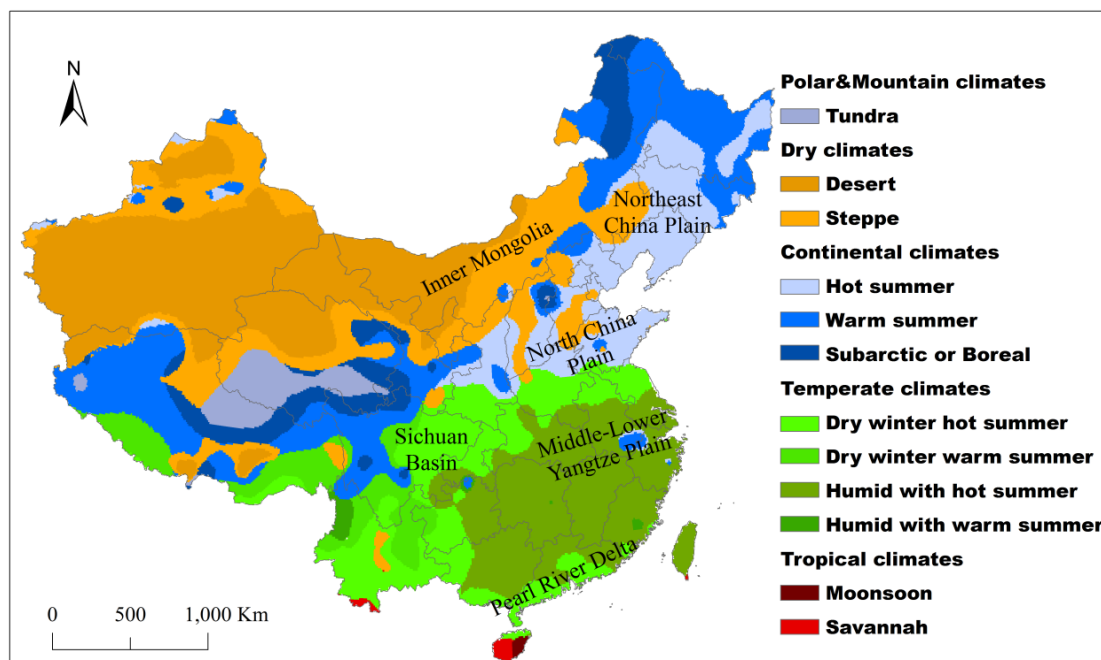 N
Northeast
China Plain
Inner Mongolia
North China
Plain
Sichuan
Basin
Middle-Lower
Yangtze Plain
Pearl River Delta
0 500 1,000 Km
Polar&Mountain climates
Tundra
Dry climates
Desert
Steppe
Continental climates
Hot summer
Warm summer
Subarctic or Boreal
Temperate climates
Dry winter hot summer
Dry winter warm summer
Humid with hot summer
Humid with warm summer
Tropical climates
Moonsoon
Savannah